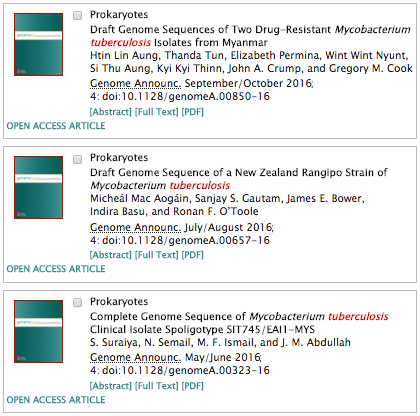 Prokaryotes
Draft Genome Sequences of Two Drug-Resistant Mycobacterium
tuberculosis Isolates from Myanmar
Htin Lin Aung, Thanda Tun, Elizabeth Permina, Wint Wint Nyunt,
Si Thu Aung, Kyi Kyi Thinn, John A. Crump, and Gregory M. Cook
Genome Announc. September/October 2016;
4: doi:10.1128/genomeA.00850-16
[Abstract] [Full Text] [PDF]
OPEN ACCESS ARTICLE
Prokaryotes
Draft Genome Sequence of a New Zealand Rangipo Strain of
Mycobacterium tuberculosis
Micheál Mac Aogáin, Sanjay S. Gautam, James E. Bower,
Indira Basu, and Ronan F. O’Toole
Genome Announc. July/August 2016;
4: doi:10.1128/genomeA.00657-16
[Abstract] [Full Text] [PDF]
OPEN ACCESS ARTICLE
Prokaryotes
Complete Genome Sequence of Mycobacterium tuberculosis
Clinical Isolate Spoligotype SIT745/EAI1-MYS
S. Suraiya, N. Semail, M. F. Ismail, and J. M. Abdullah
Genome Announc. May/June 2016;
4: doi:10.1128/genomeA.00323-16
[Abstract] [Full Text] [PDF]
OPEN ACCESS ARTICLE